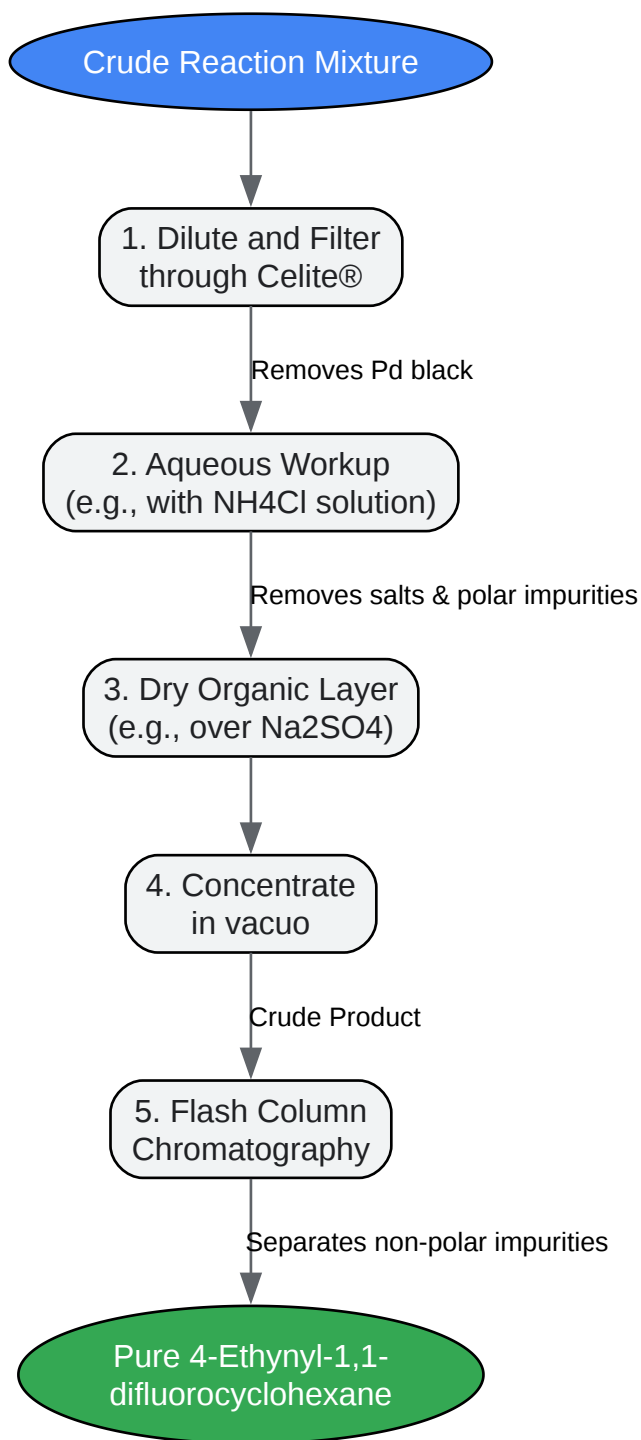 Crude Reaction Mixture
1. Dilute and Filter
through Celite®
Removes Pd black
2. Aqueous Workup
(e.g., with NH4Cl solution)
Removes salts & polar impurities
3. Dry Organic Layer
(e.g., over Na2SO4)
4. Concentrate
in vacuo
Crude Product
5. Flash Column
Chromatography
Separates non-polar impurities
Pure 4-Ethynyl-1,1-
difluorocyclohexane